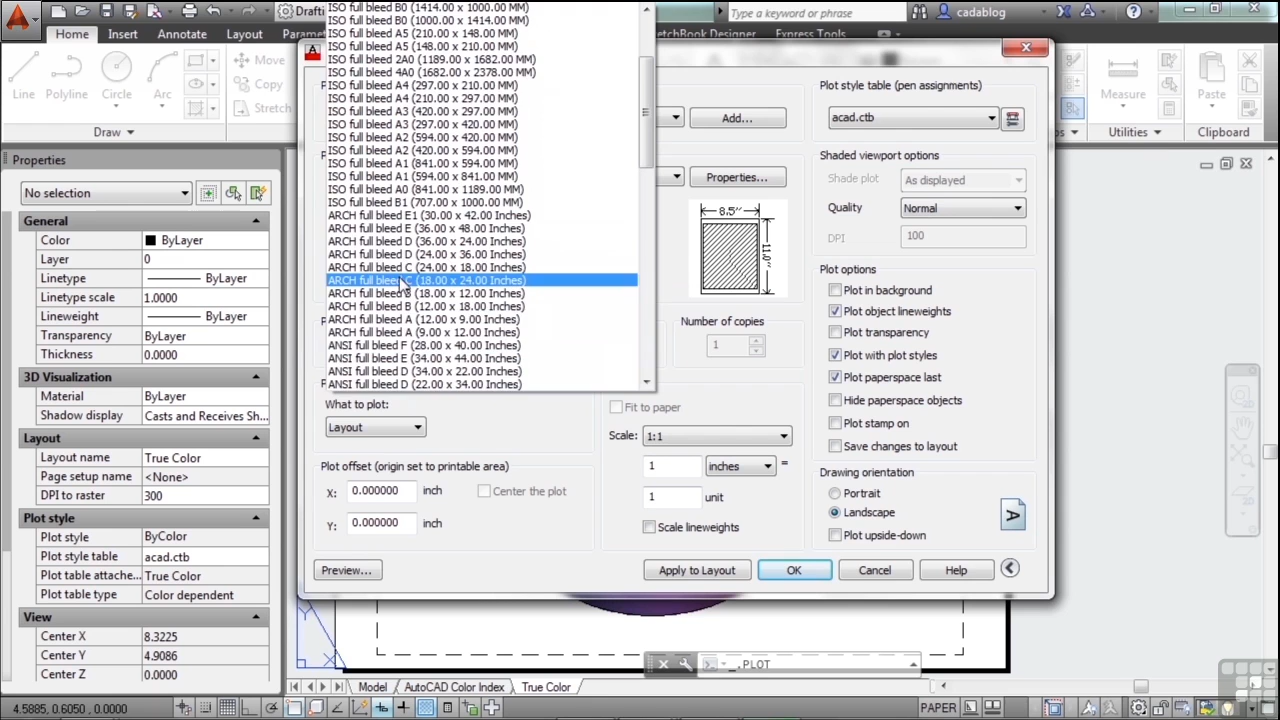 Drafti
Type a keyword or phrase
cadablog
Home Insert Annotate Layout Param
SketchBook Designer Express Tools
Line Polyline Circle Arc
Move
Copy
Stretch
Draw
Measure
Paste
Utilities
Clipboard
ISO full bleed B0 (1414.00 x 1000.00 MM)
ISO full bleed B0 (1000.00 x 1414.00 MM)
ISO full bleed A5 (210.00 x 148.00 MM)
ISO full bleed A5 (148.00 x 210.00 MM)
ISO full bleed 2A0 (1189.00 x 1682.00 MM)
ISO full bleed 4A0 (1682.00 x 2378.00 MM)
ISO full bleed A4 (297.00 x 210.00 MM)
ISO full bleed A4 (210.00 x 297.00 MM)
ISO full bleed A3 (420.00 x 297.00 MM)
ISO full bleed A3 (297.00 x 420.00 MM)
ISO full bleed A2 (594.00 x 420.00 MM)
ISO full bleed A2 (420.00 x 594.00 MM)
ISO full bleed A1 (841.00 x 594.00 MM)
ISO full bleed A1 (594.00 x 841.00 MM)
ISO full bleed A0 (841.00 x 1189.00 MM)
ISO full bleed B1 (707.00 x 1000.00 MM)
ARCH full bleed E1 (30.00 x 42.00 Inches)
ARCH full bleed E (36.00 x 48.00 Inches)
ARCH full bleed D (36.00 x 24.00 Inches)
ARCH full bleed D (24.00 x 36.00 Inches)
ARCH full bleed C (24.00 x 18.00 Inches)
ARCH full bleed C (18.00 x 24.00 Inches)
ARCH full bleed B (18.00 x 12.00 Inches)
ARCH full bleed B (12.00 x 18.00 Inches)
ARCH full bleed A (12.00 x 9.00 Inches)
ARCH full bleed A (9.00 x 12.00 Inches)
ANSI full bleed F (28.00 x 40.00 Inches)
ANSI full bleed E (34.00 x 44.00 Inches)
ANSI full bleed D (34.00 x 22.00 Inches)
ANSI full bleed D (22.00 x 34.00 Inches)
Add...
Properties...
8.5''
11.0''
Number of copies
1
What to plot:
Layout
Plot offset (origin set to printable area)
X: 0.000000 inch
Center the plot
Y: 0.000000 inch
Fit to paper
Scale: 1:1
1 inches =
1 unit
Scale lineweights
Plot style table (pen assignments)
acad.ctb
Shaded viewport options
Shade plot As displayed
Quality Normal
DPI 100
Plot options
Plot in background
Plot object lineweights
Plot transparency
Plot with plot styles
Plot paperspace last
Hide paperspace objects
Plot stamp on
Save changes to layout
Drawing orientation
Portrait
Landscape
Plot upside-down
A
Preview...
Apply to Layout
OK
Cancel
Help
Properties
No selection
General
Color ByLayer
Layer 0
Linetype ByLayer
Linetype scale 1.0000
Lineweight ByLayer
Transparency ByLayer
Thickness 0.0000
3D Visualization
Material ByLayer
Shadow display Casts and Receives Sh...
Layout
Layout name True Color
Page setup name <None>
DPI to raster 300
Plot style
Plot style ByColor
Plot style table acad.ctb
Plot table attache... True Color
Plot table type Color dependent
View
Center X 8.3225
Center Y 4.9086
Center Z 0.0000
Y
X
_.PLOT
Model AutoCAD Color Index True Color
4.5885, 0.6050, 0.0000
PAPER